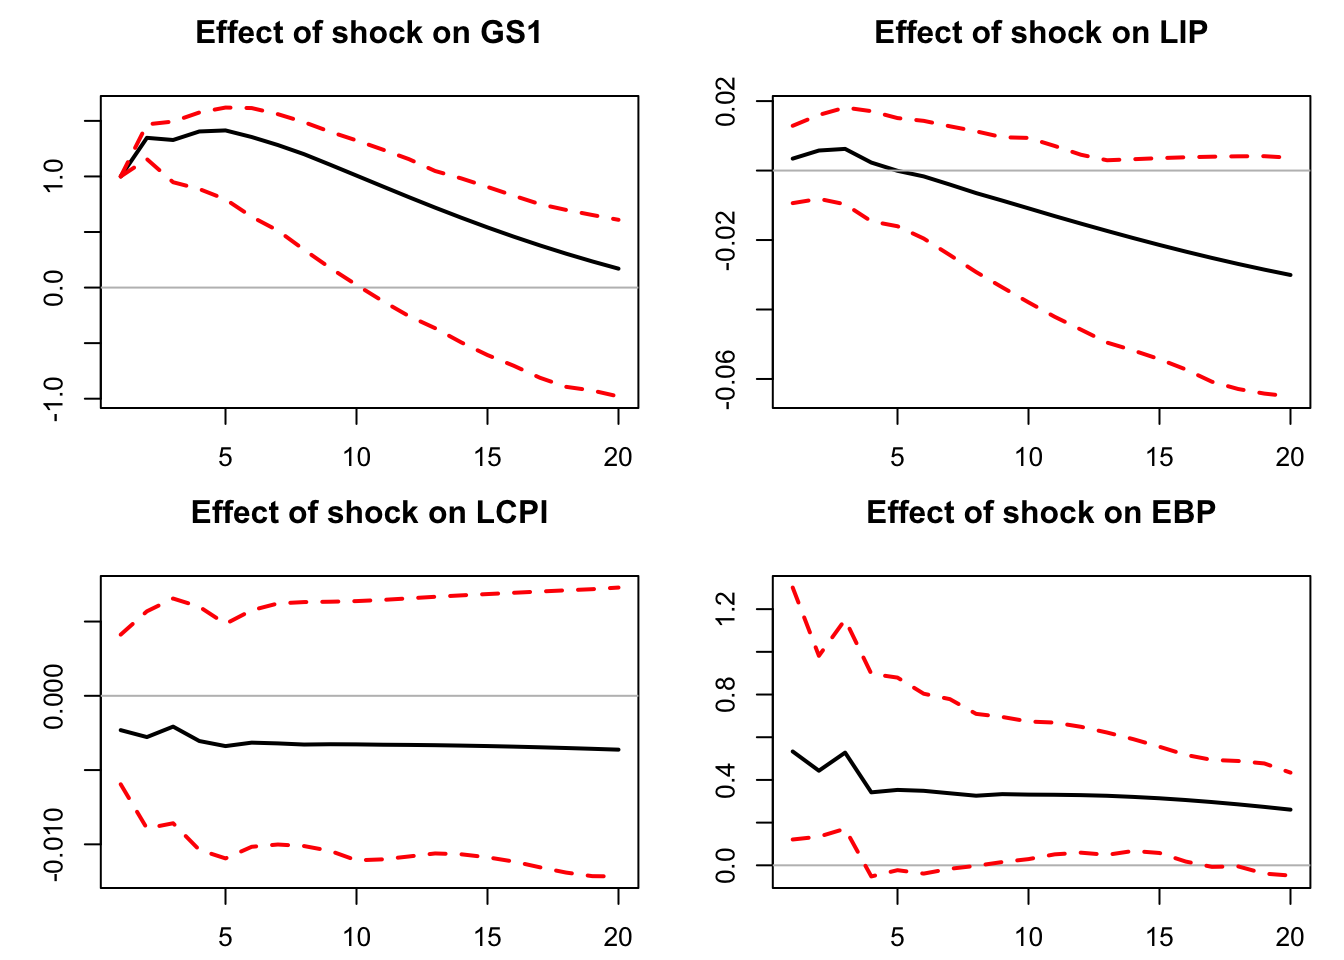 Effect of shock on GS1
1.0
0.0
-1.0
5 10 15 20
Effect of shock on LIP
0.02
-0.02
-0.06
5 10 15 20
Effect of shock on LCPI
0.000
-0.010
5 10 15 20
Effect of shock on EBP
1.2
0.8
0.4
0.0
5 10 15 20